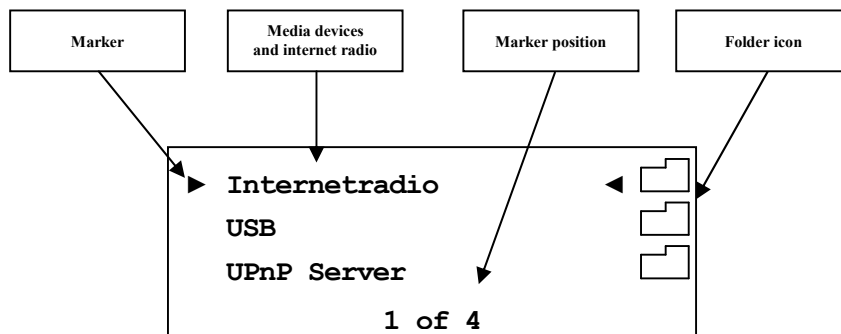 Marker
Media devices
and internet radio
Marker position
Folder icon
Internetradio
USB
UPnP Server
1 of 4